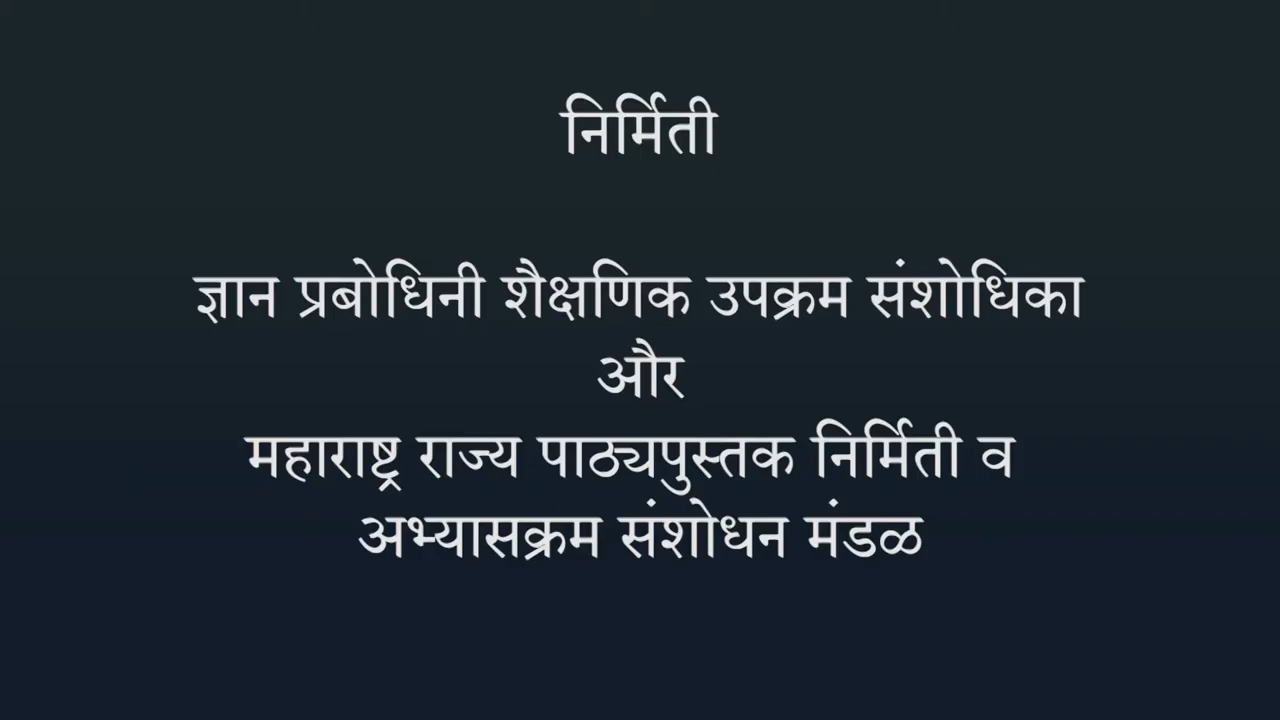 निर्मिती
ज्ञान प्रबोधिनी शैक्षणिक उपक्रम संशोधिका
और
महाराष्ट्र राज्य पाठ्यपुस्तक निर्मिती व
अभ्यासक्रम संशोधन मंडळ